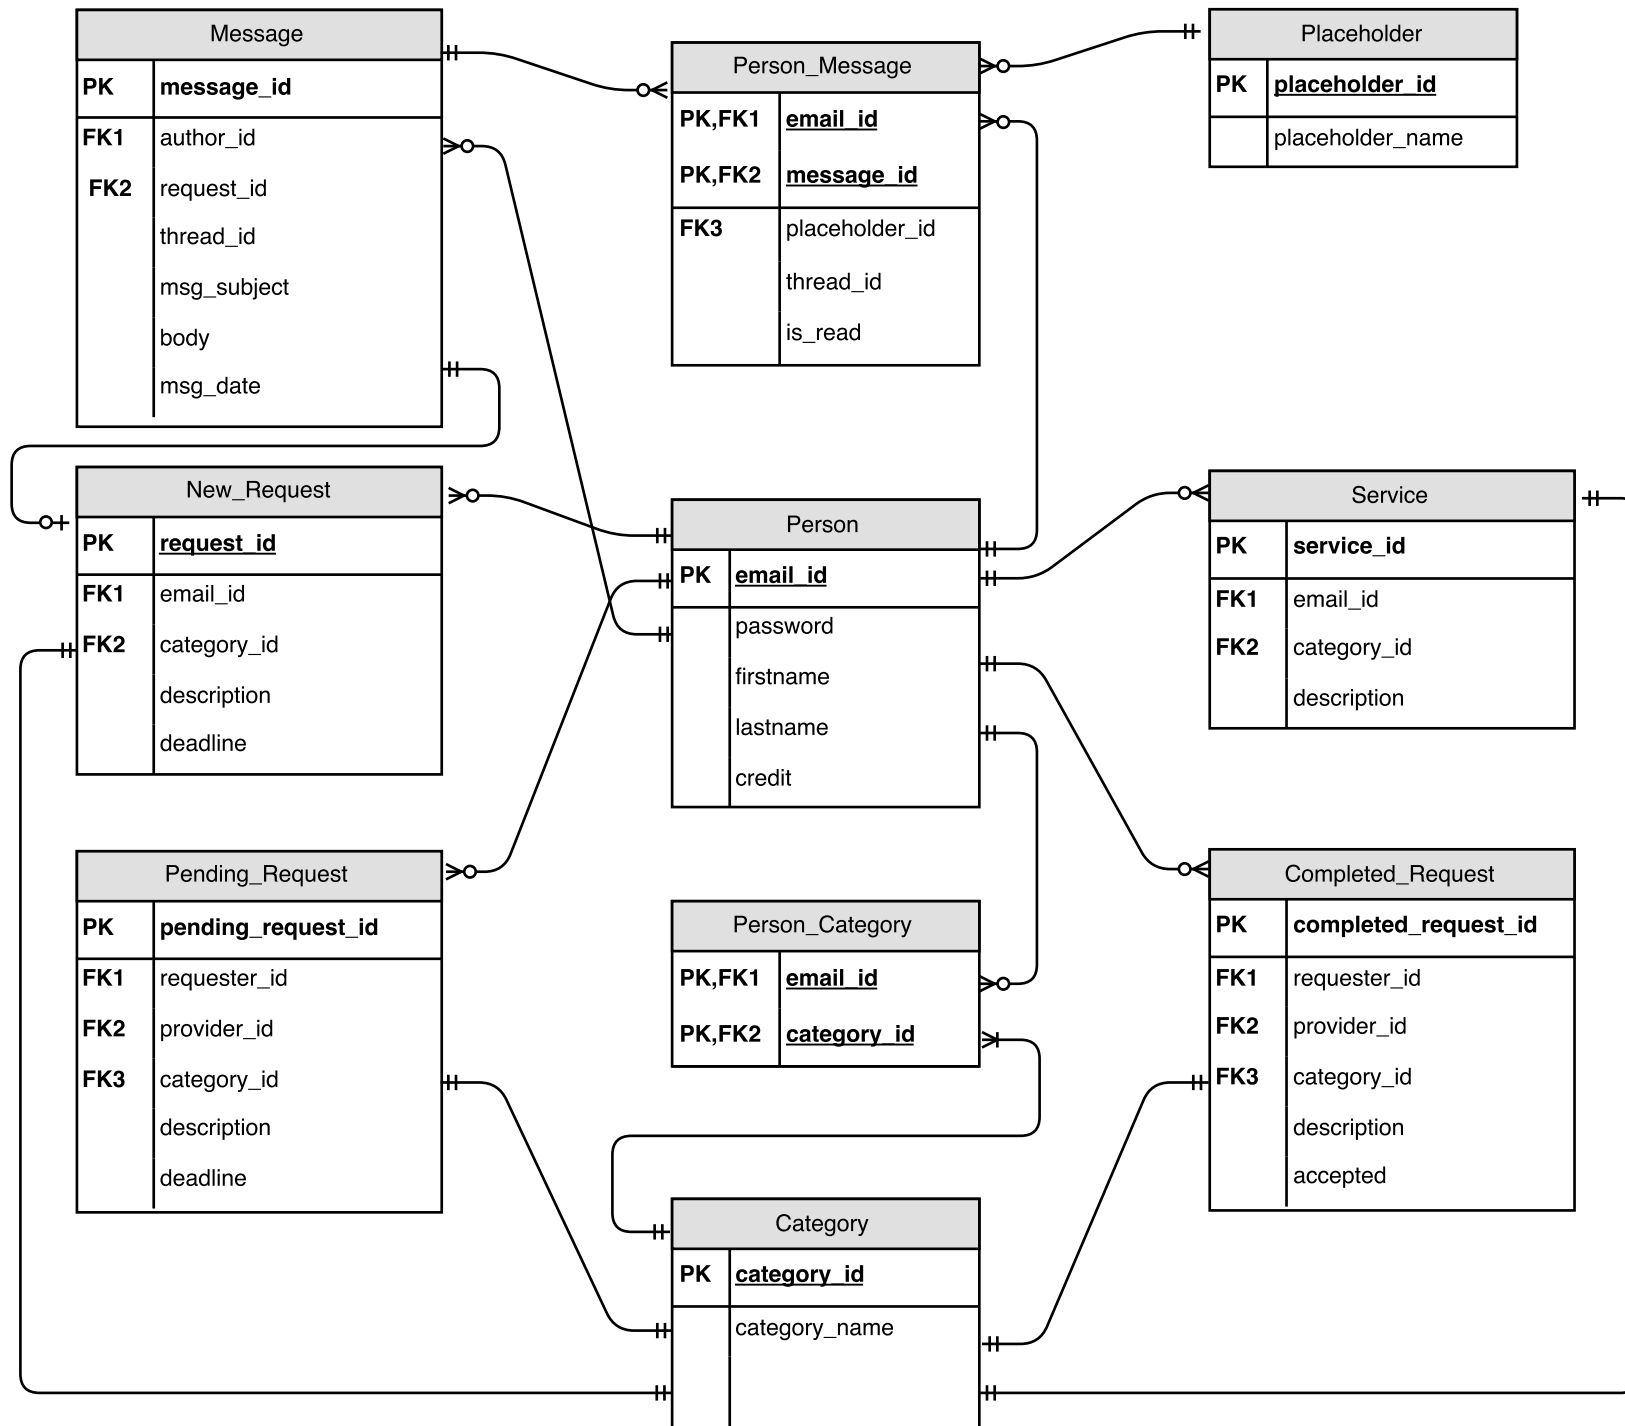 Message
PK message_id
FK1 author_id
FK2 request_id
thread_id
msg_subject
body
msg_date
Person_Message
PK,FK1 email_id
PK,FK2 message_id
FK3 placeholder_id
thread_id
is_read
Placeholder
PK placeholder_id
placeholder_name
New_Request
PK request_id
FK1 email_id
FK2 category_id
description
deadline
Person
PK email_id
password
firstname
lastname
credit
Service
PK service_id
FK1 email_id
FK2 category_id
description
Pending_Request
PK pending_request_id
FK1 requester_id
FK2 provider_id
FK3 category_id
description
deadline
Person_Category
PK,FK1 email_id
PK,FK2 category_id
Completed_Request
PK completed_request_id
FK1 requester_id
FK2 provider_id
FK3 category_id
description
accepted
Category
PK category_id
category_name